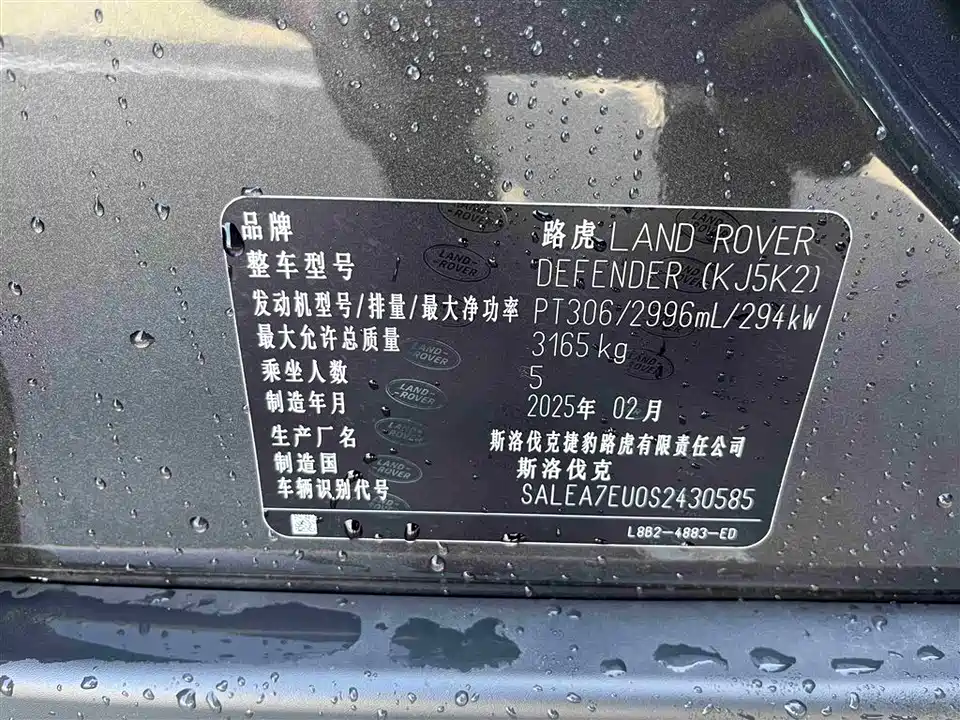 品牌 路虎 LAND ROVER
整车型号 DEFENDER (KJ5K2)
发动机型号/排量/最大净功率 PT306/2996mL/294kW
最大允许总质量 3165 kg
乘坐人数 5
制造年月 2025年 02月
生产厂名 斯洛伐克捷豹路虎有限责任公司
制造国 斯洛伐克
车辆识别代号 SALEA7EU0S2430585
L8B2-4883-ED